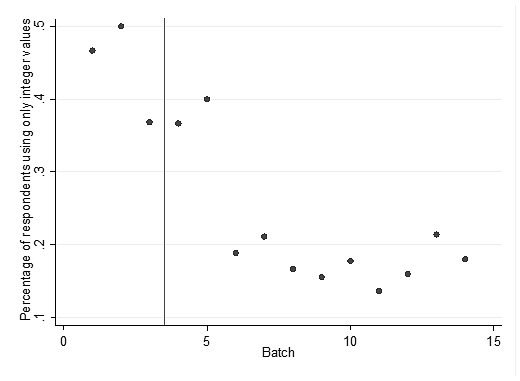 Percentage of respondents using only integer values
.5
.4
.3
.2
.1
0 5 10 15
Batch